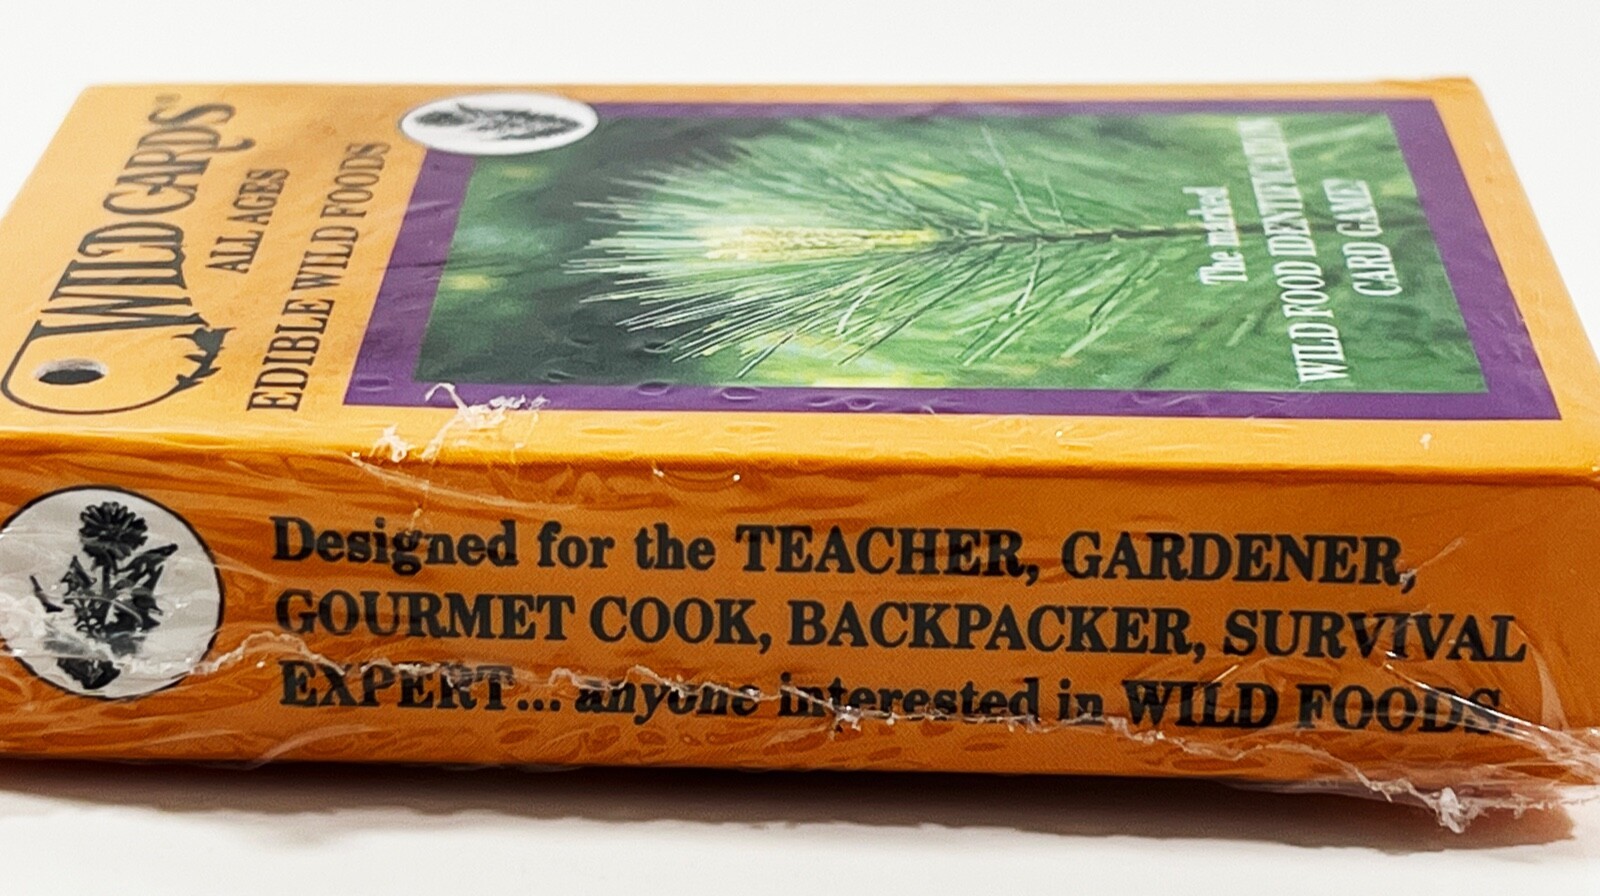 WILD CARDS®
ALL AGES
EDIBLE WILD FOODS
The
WILD FOOD
CARD GAME
Designed for the TEACHER, GARDENER,
GOURMET COOK, BACKPACKER, SURVIVAL
EXPERT... anyone interested in WILD FOODS.